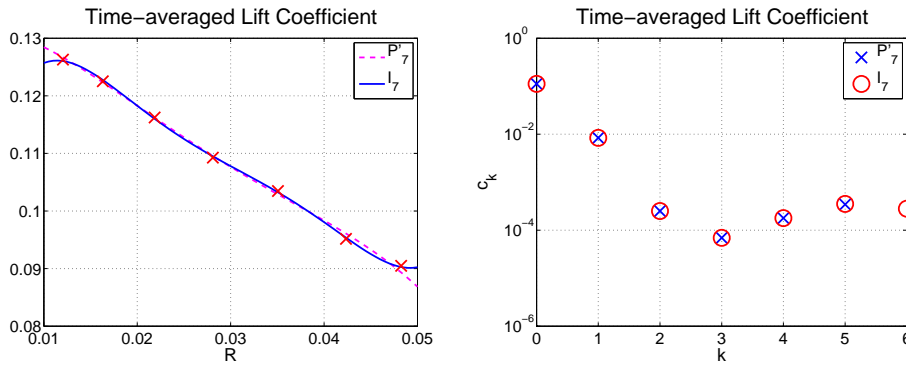 Time−averaged Lift Coefficient
0.13
0.12
0.11
0.1
0.09
0.08
0.01
0.02
0.03
0.04
0.05
R
P'7
I7
Time−averaged Lift Coefficient
10^0
10^−2
10^−4
10^−6
c_k
0
1
2
3
4
5
6
k
P'7
I7